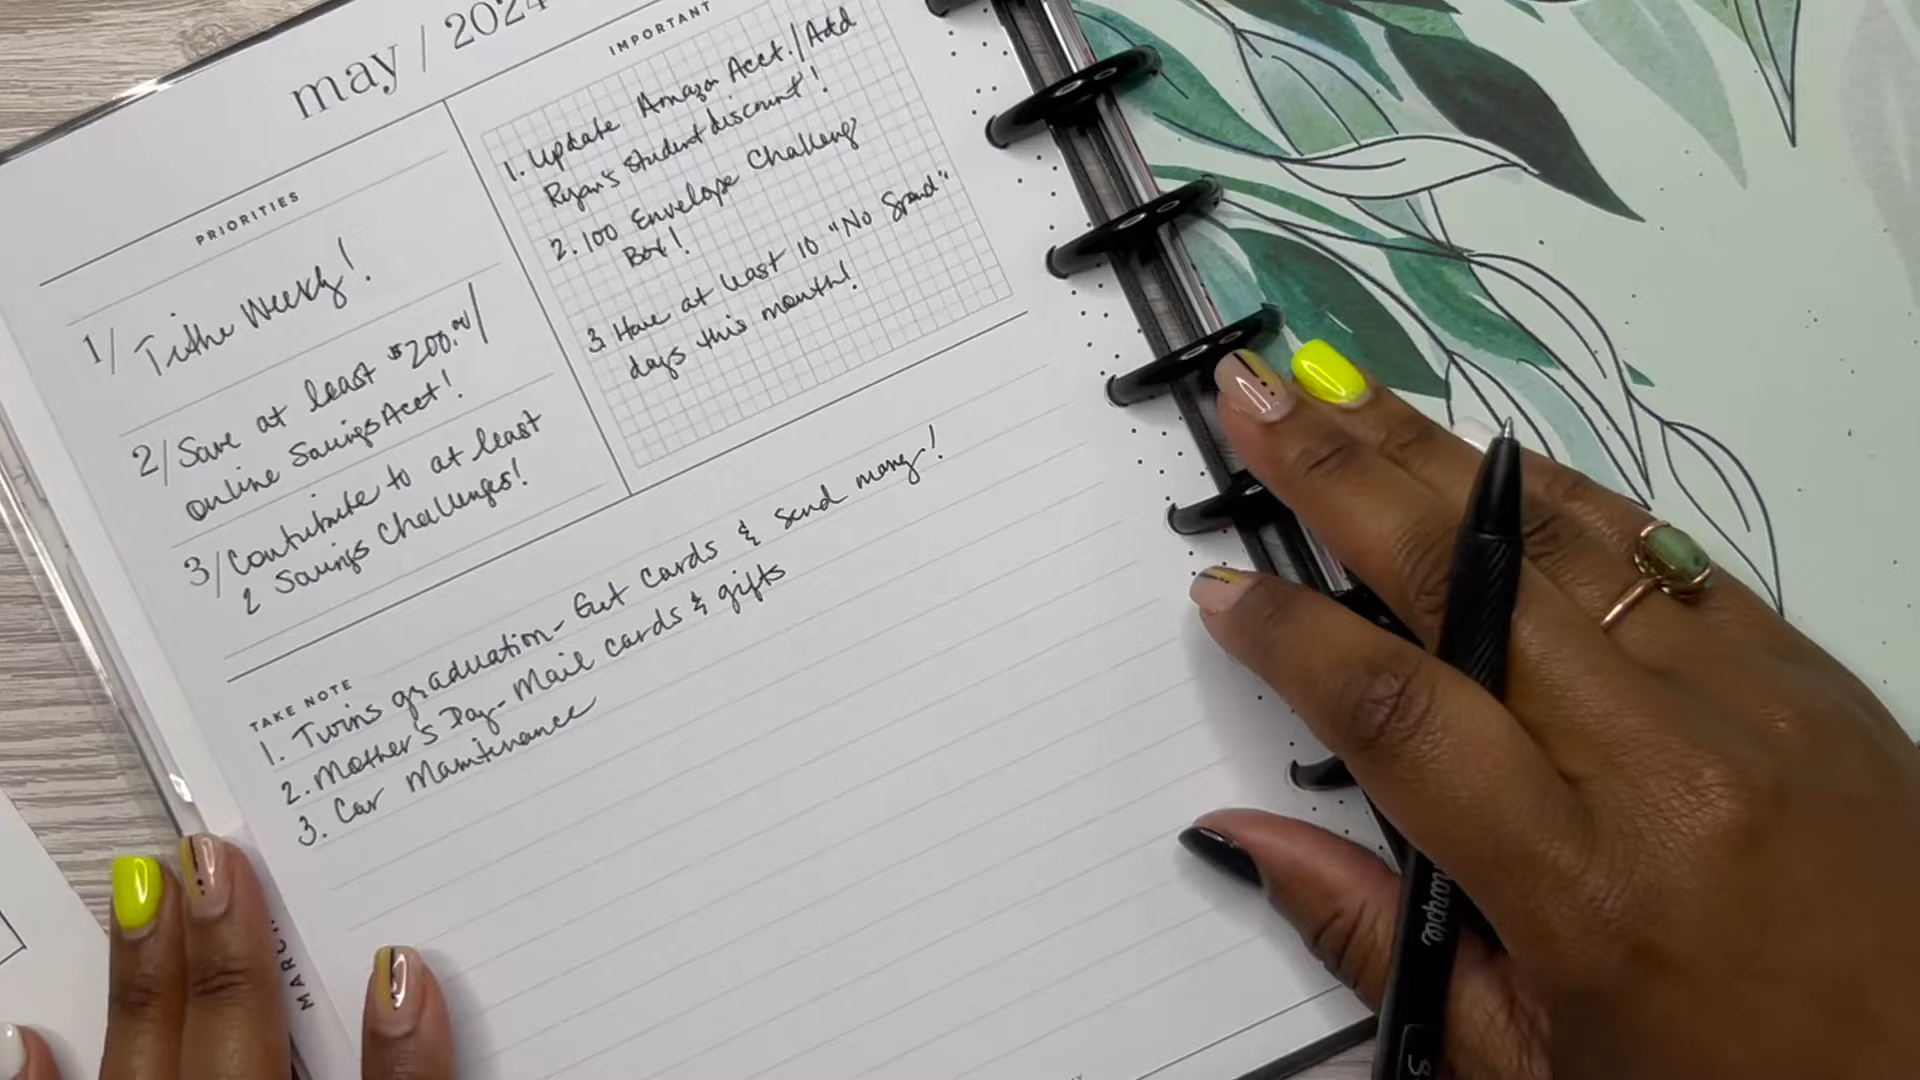 may / 2024
PRIORITIES
1/ Tithe Weekly!
2/ Save at least $200.00/
online Savings Acct!
3/ Contribute to at least
2 Savings Challenges!
IMPORTANT
1. Update Amazon Acct./Add
Ryan's student discount!
2. 100 Envelope Challeng
Box!
3. Have at least 10 "No Spend"
days this month!
TAKE NOTE
1. Twins graduation- Get cards & send money!
2. Mother's Day- Mail cards & gifts
3. Car Maintenance
MARCH